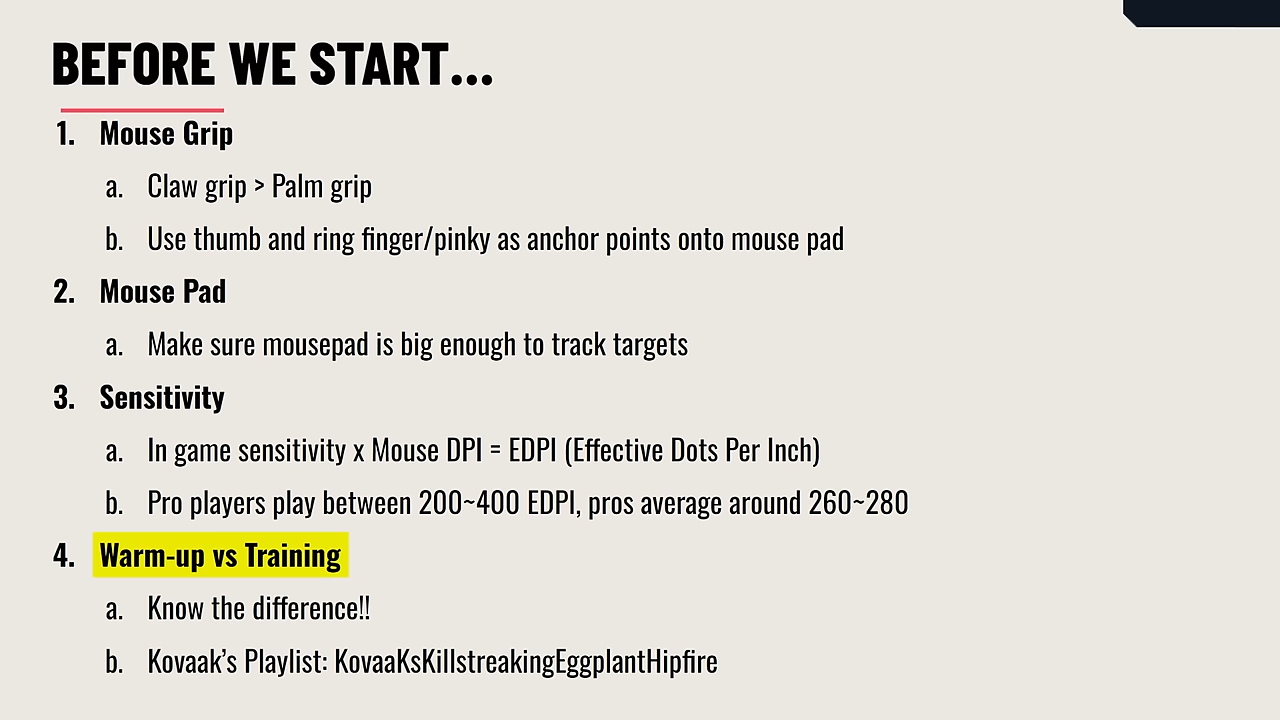 BEFORE WE START...
1. Mouse Grip
a. Claw grip > Palm grip
b. Use thumb and ring finger/pinky as anchor points onto mouse pad
2. Mouse Pad
a. Make sure mousepad is big enough to track targets
3. Sensitivity
a. In game sensitivity x Mouse DPI = EDPI (Effective Dots Per Inch)
b. Pro players play between 200~400 EDPI, pros average around 260~280
4. Warm-up vs Training
a. Know the difference!!
b. Kovaak’s Playlist: KovaaKsKillstreakingEggplantHipfire